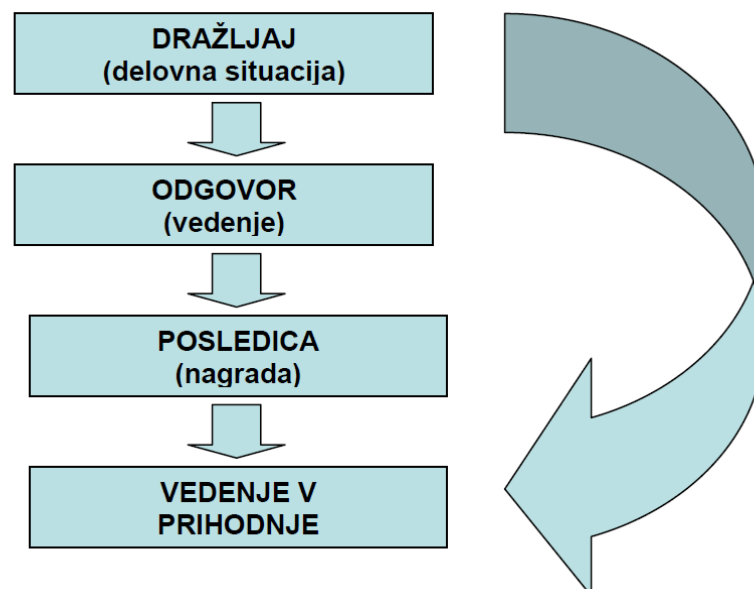 DRAŽLJAJ
(delovna situacija)
ODGOVOR
(vedenje)
POSLEDICA
(nagrada)
VEDENJE V
PRIHODNJE